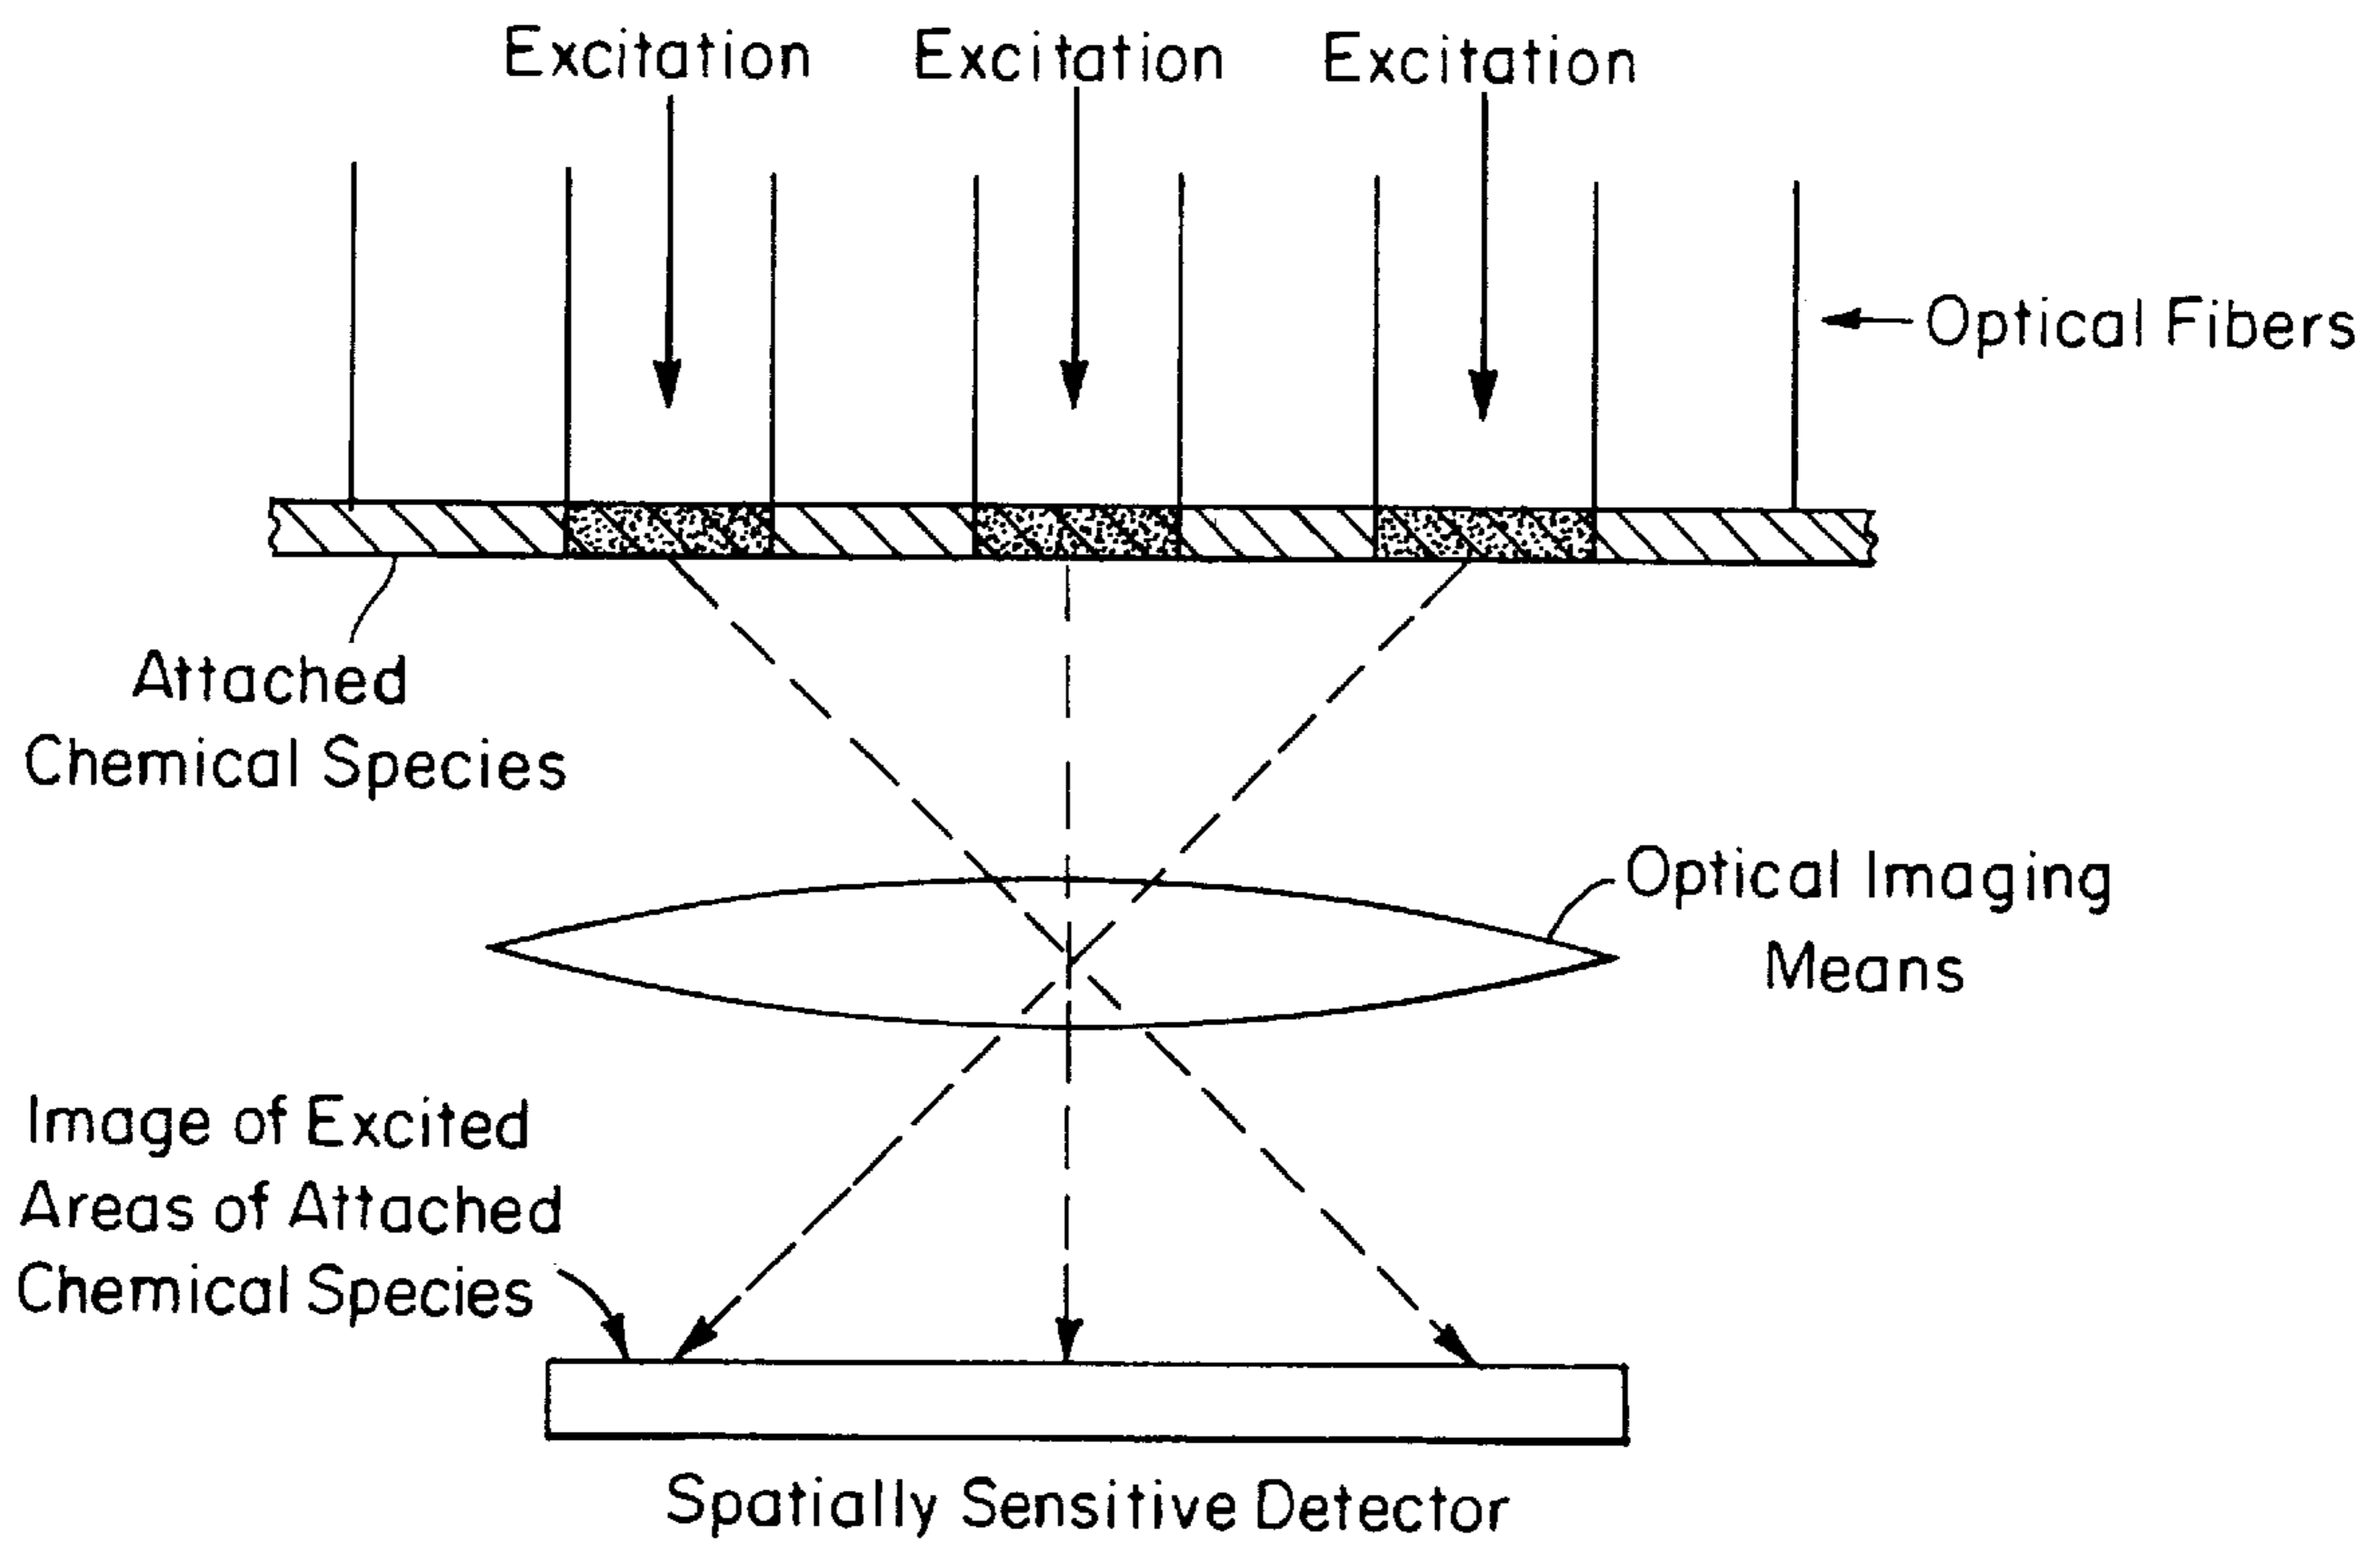 Excitation Excitation Excitation
Optical Fibers
Attached
Chemical Species
Optical Imaging
Means
Image of Excited
Areas of Attached
Chemical Species
Spatially Sensitive Detector